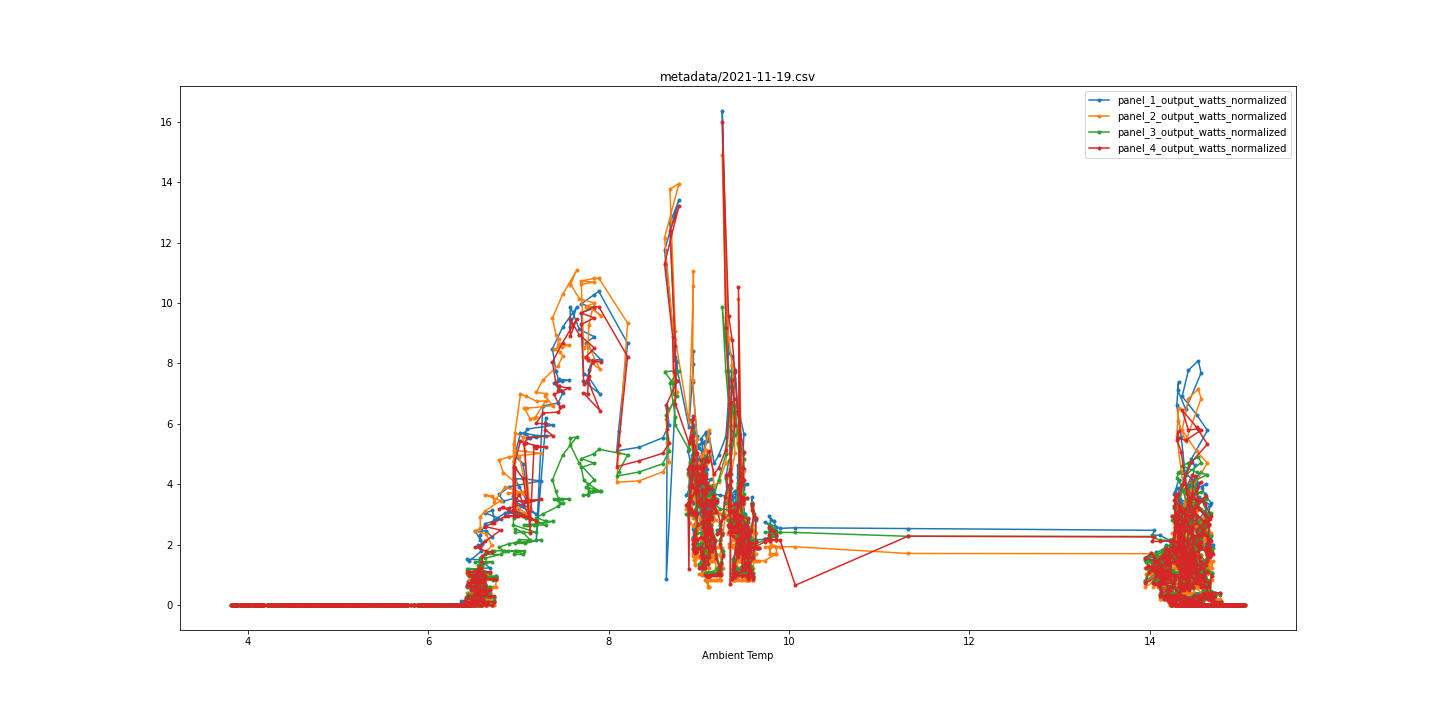 metadata/2021-11-19.csv
panel_1_output_watts_normalized
panel_2_output_watts_normalized
panel_3_output_watts_normalized
panel_4_output_watts_normalized
16
14
12
10
8
6
4
2
0
4 6 8 10 12 14
Ambient Temp